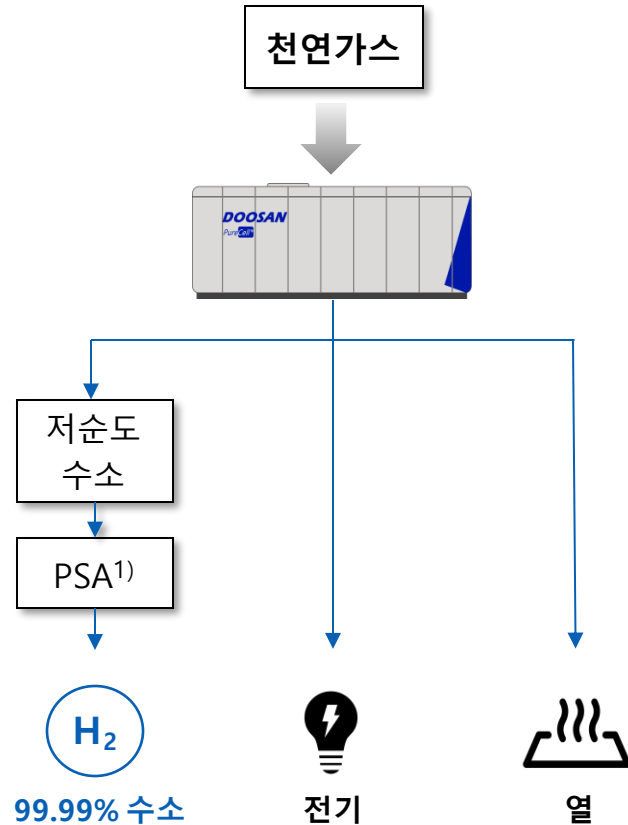 천연가스
DOOSAN
PureCell®
저순도
수소
PSA1)
H2
99.99% 수소
전기
열